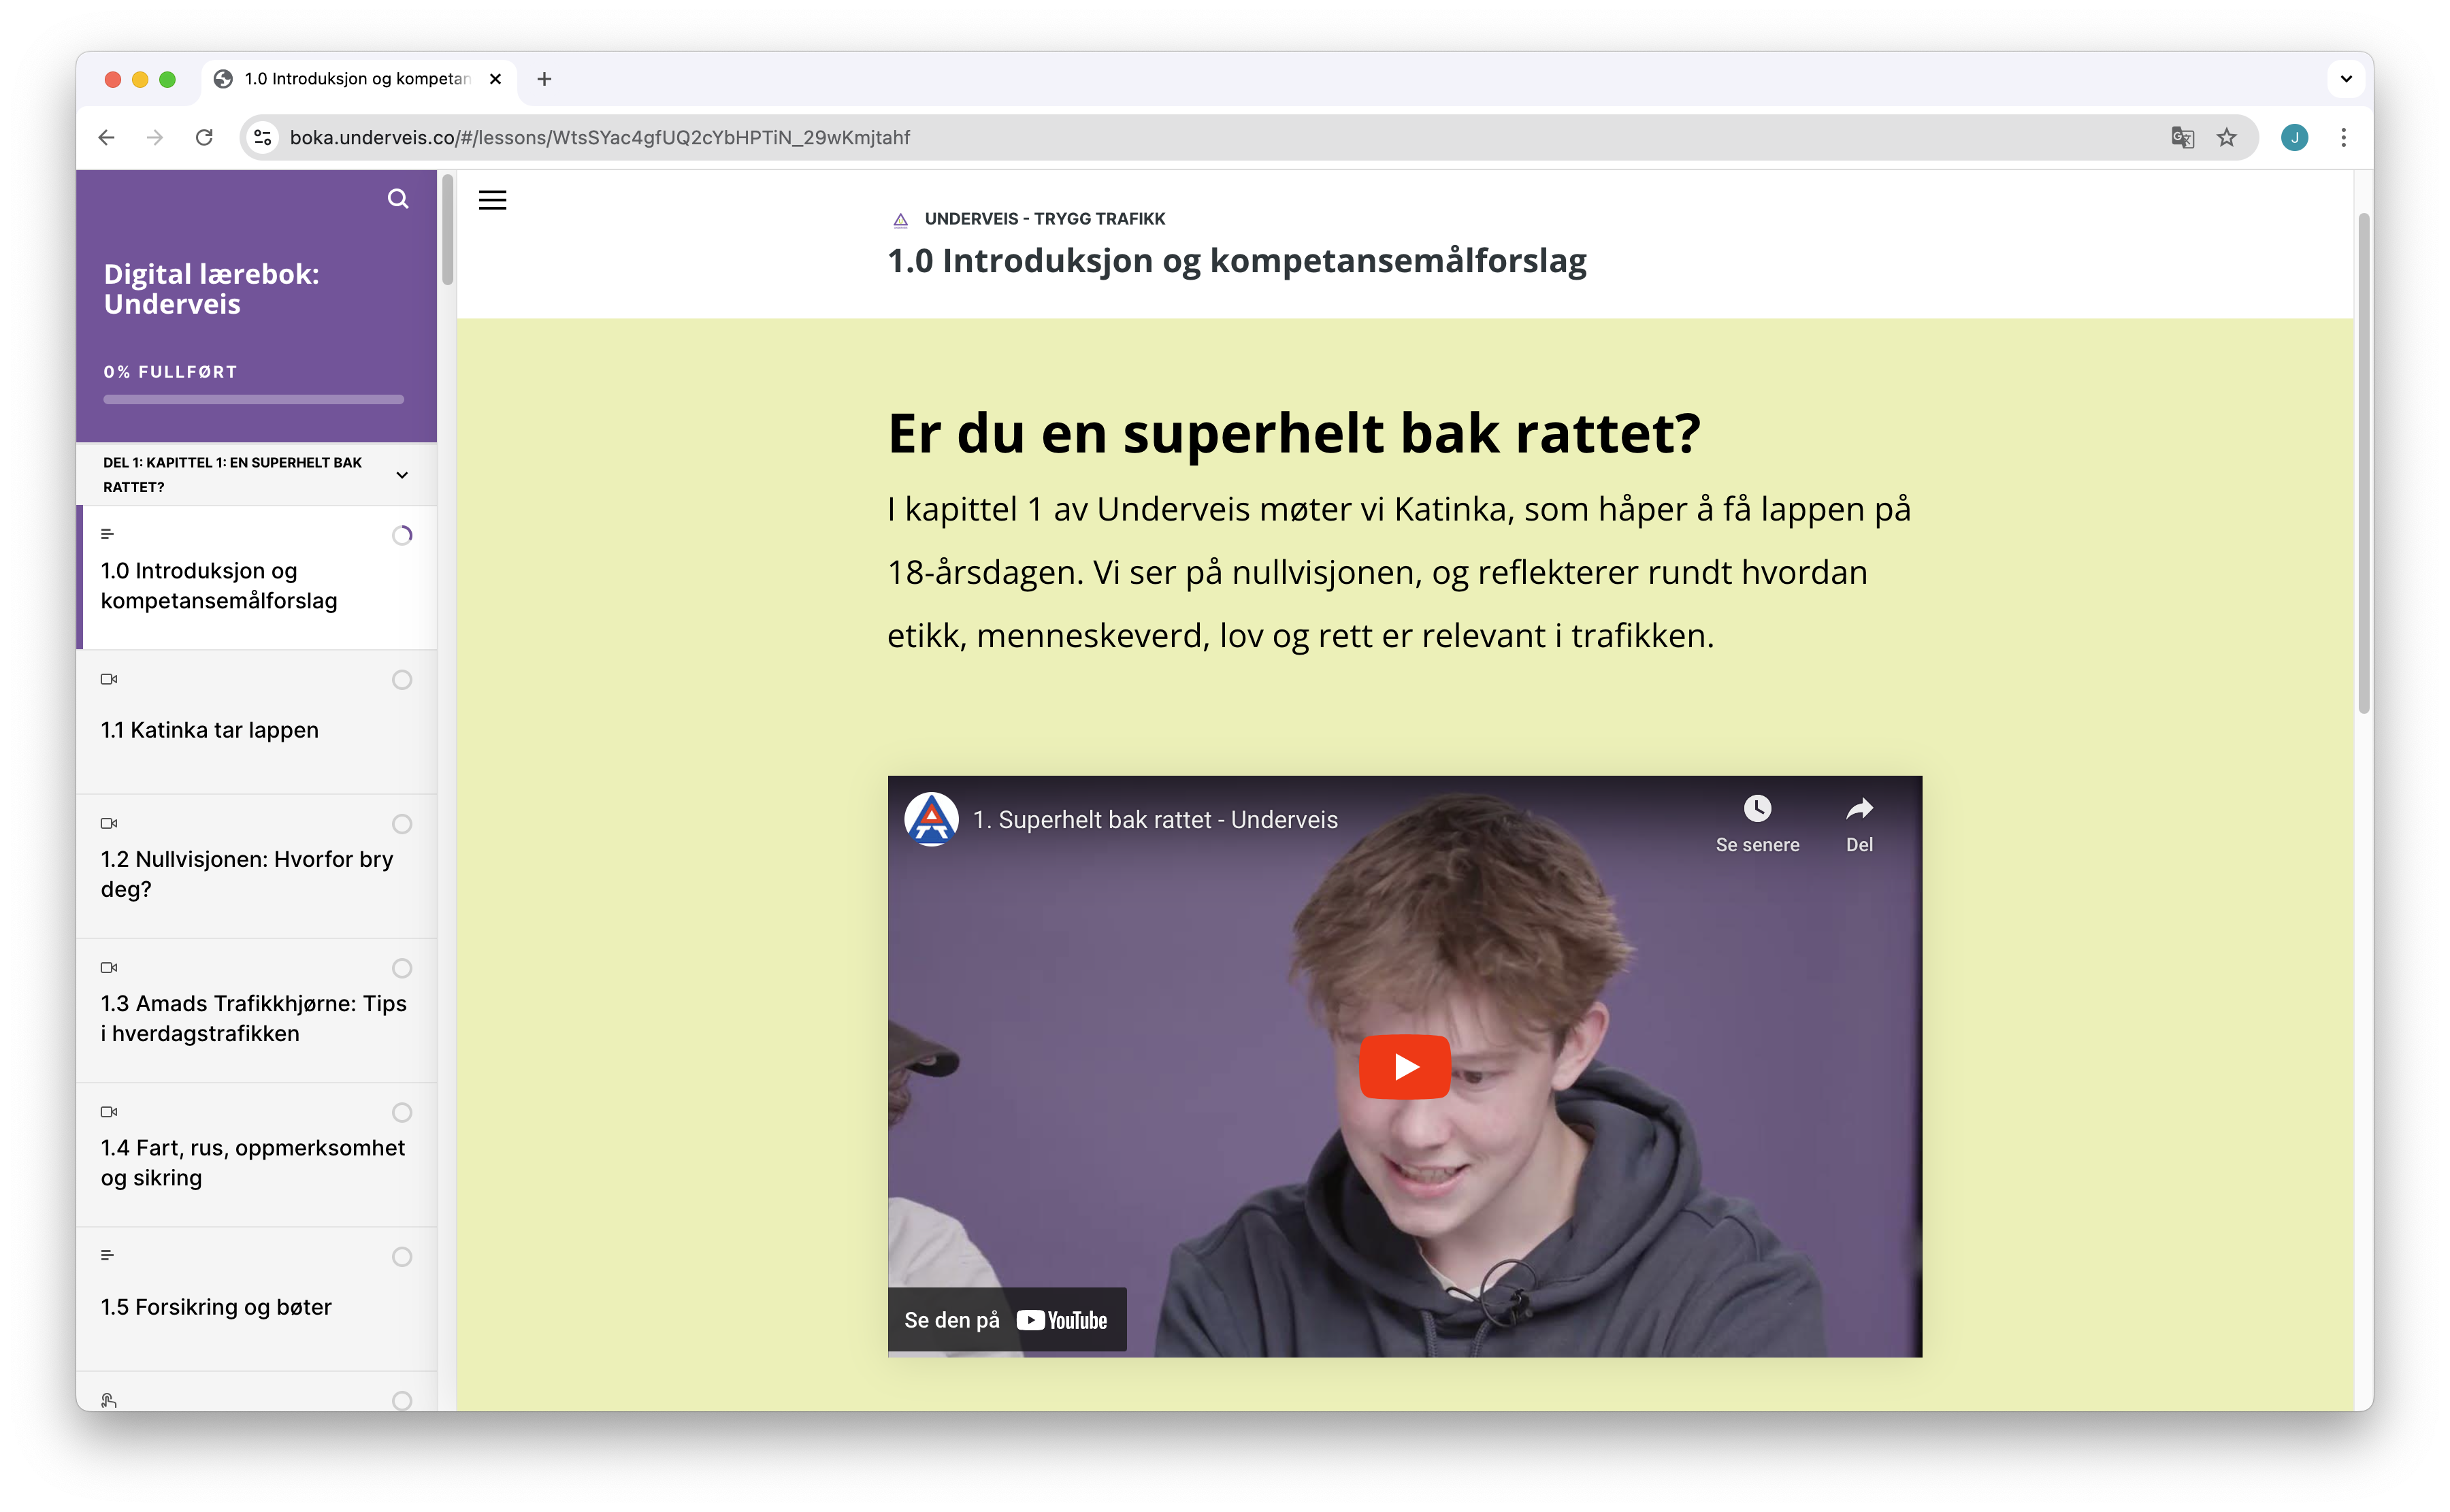 1.0 Introduksjon og kompetan
boka.underveis.co/#/lessons/WtsSYac4gfUQ2cYbHPTiN_29wKmjtahf
J
Digital lærebok:
Underveis
0% FULLFØRT
DEL 1: KAPITTEL 1: EN SUPERHELT BAK
RATTET?
1.0 Introduksjon og
kompetansemålforslag
1.1 Katinka tar lappen
1.2 Nullvisjonen: Hvorfor bry
deg?
1.3 Amads Trafikkhjørne: Tips
i hverdagstrafikken
1.4 Fart, rus, oppmerksomhet
og sikring
1.5 Forsikring og bøter
UNDERVEIS - TRYGG TRAFIKK
1.0 Introduksjon og kompetansemålforslag
Er du en superhelt bak rattet?
I kapittel 1 av Underveis møter vi Katinka, som håper å få lappen på
18-årsdagen. Vi ser på nullvisjonen, og reflekterer rundt hvordan
etikk, menneskeverd, lov og rett er relevant i trafikken.
1. Superhelt bak rattet - Underveis
Se senere
Del
Se den på YouTube